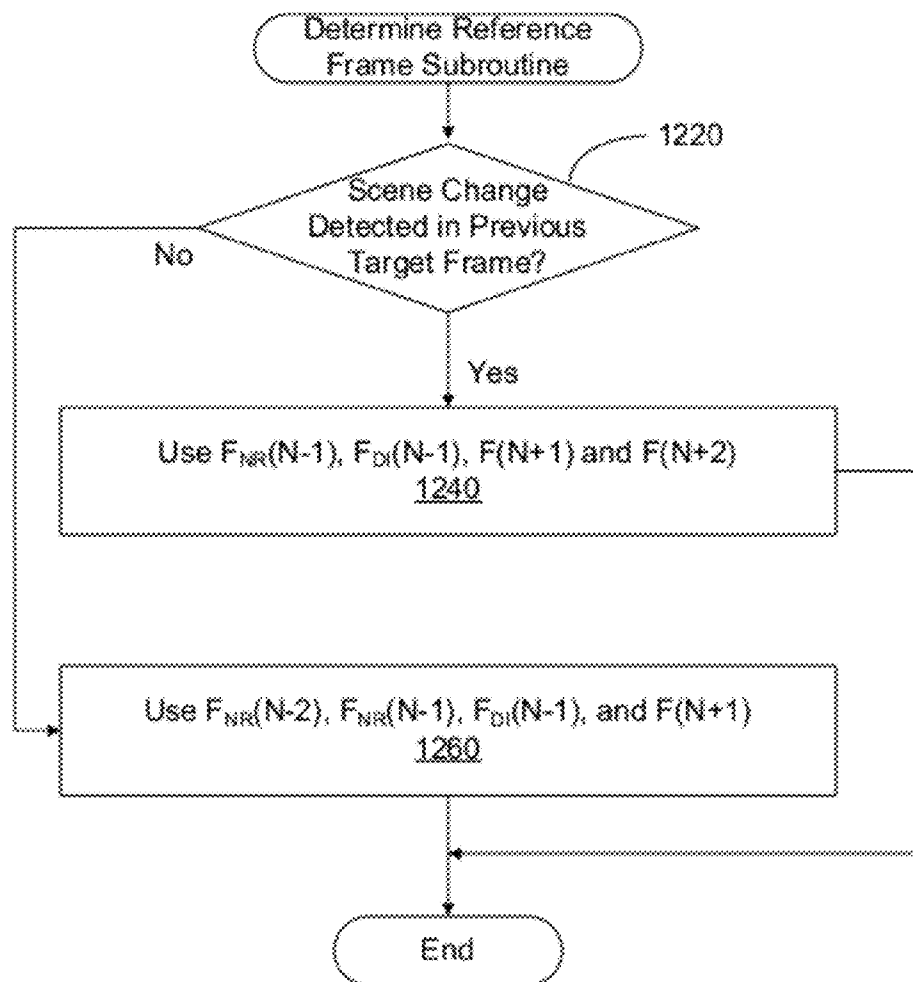 Determine Reference
Frame Subroutine
1220
Scene Change
Detected in Previous
Target Frame?
No
Yes
Use F_NR(N-1), F_DI(N-1), F(N+1) and F(N+2)
1240
Use F_NR(N-2), F_NR(N-1), F_DI(N-1), and F(N+1)
1260
End